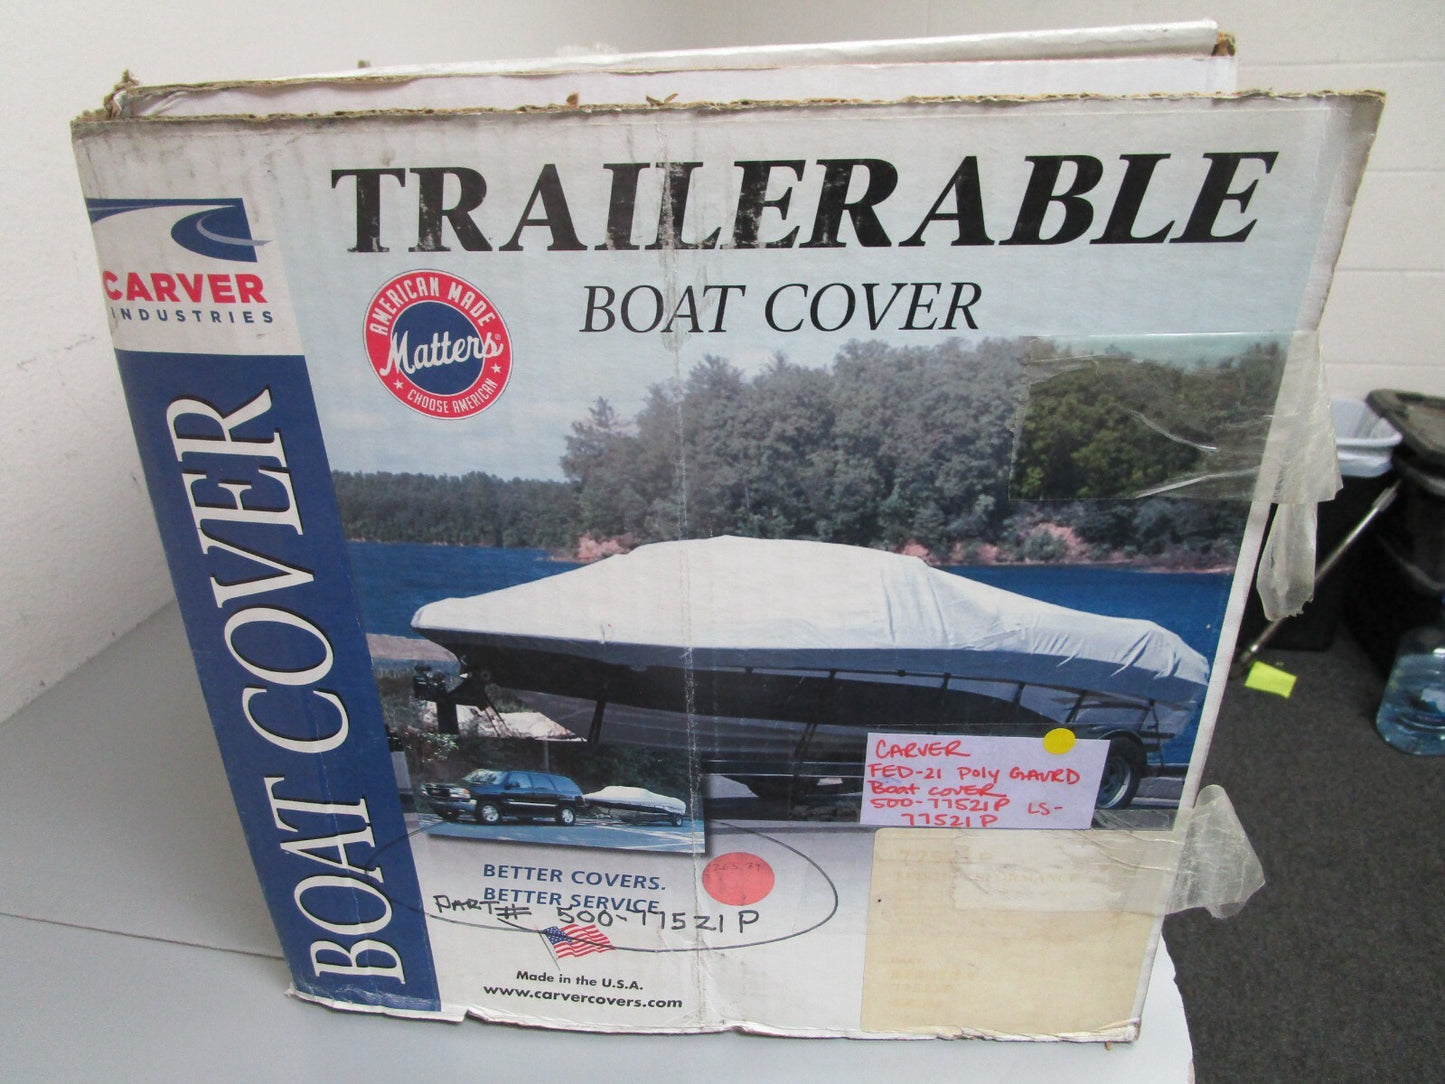 TRAILERABLE
BOAT COVER
CARVER
INDUSTRIES
AMERICAN MADE
Matters®
CHOOSE AMERICAN
BOAT COVER
CARVER
FED-21 POLY GAURD
Boat COVER
500-77521P LS-
77521P
BETTER COVERS.
BETTER SERVICE
PART# 500-77521P
Made in the U.S.A.
www.carvercovers.com